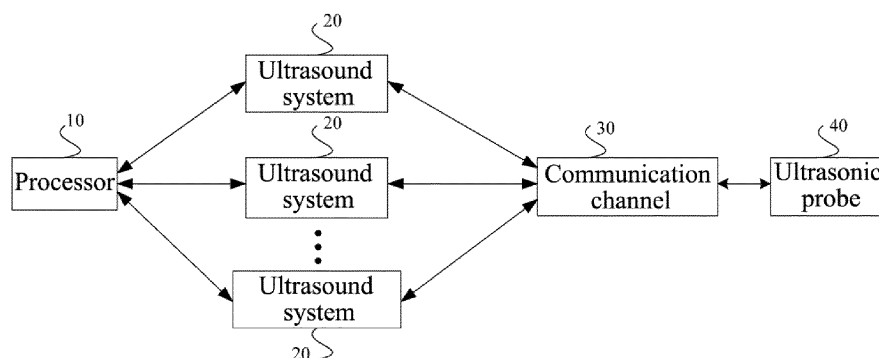 20
Ultrasound
system
10
Processor
20
Ultrasound
system
30
Communication
channel
40
Ultrasonic
probe
Ultrasound
system
20